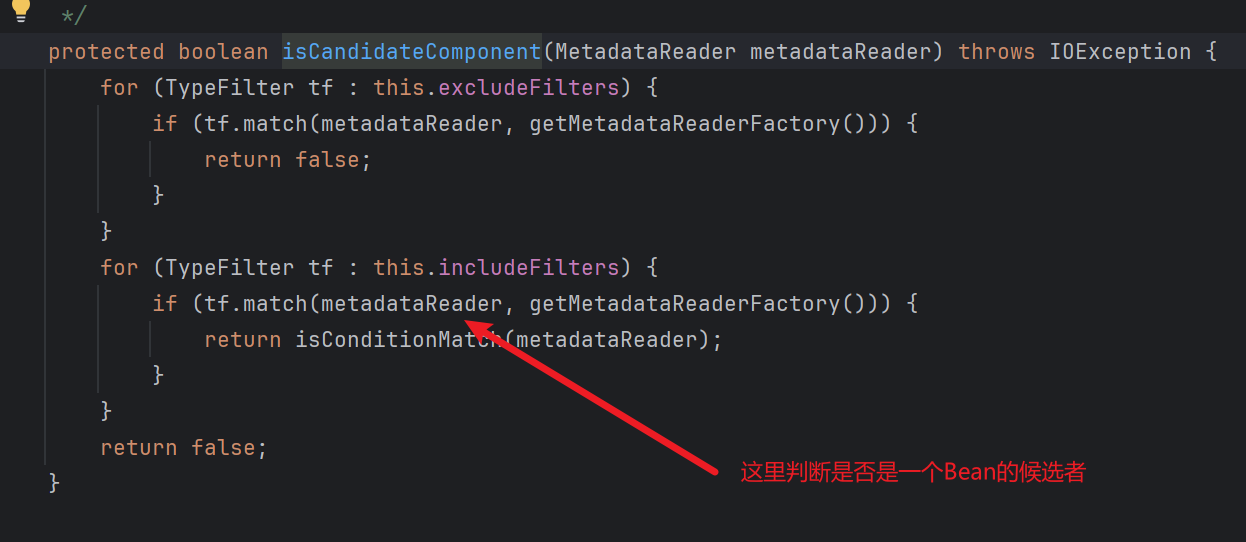 */
protected boolean isCandidateComponent(MetadataReader metadataReader) throws IOException {
for (TypeFilter tf : this.excludeFilters) {
if (tf.match(metadataReader, getMetadataReaderFactory())) {
return false;
}
}
for (TypeFilter tf : this.includeFilters) {
if (tf.match(metadataReader, getMetadataReaderFactory())) {
return isConditionMatch(metadataReader);
}
}
return false;
这里判断是否是一个Bean的候选者
}